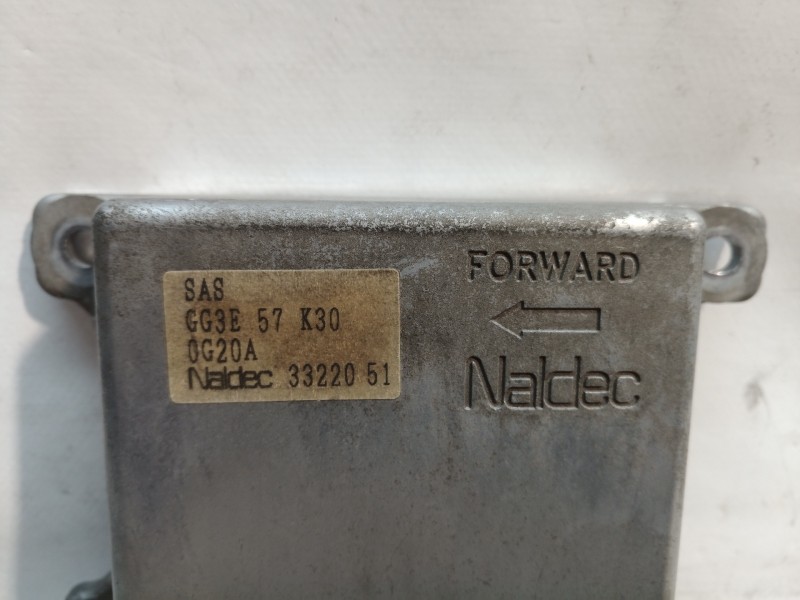 SAS
GG3E 57 K30
0G20A
Naldec 33220 51
FORWARD
Naldec